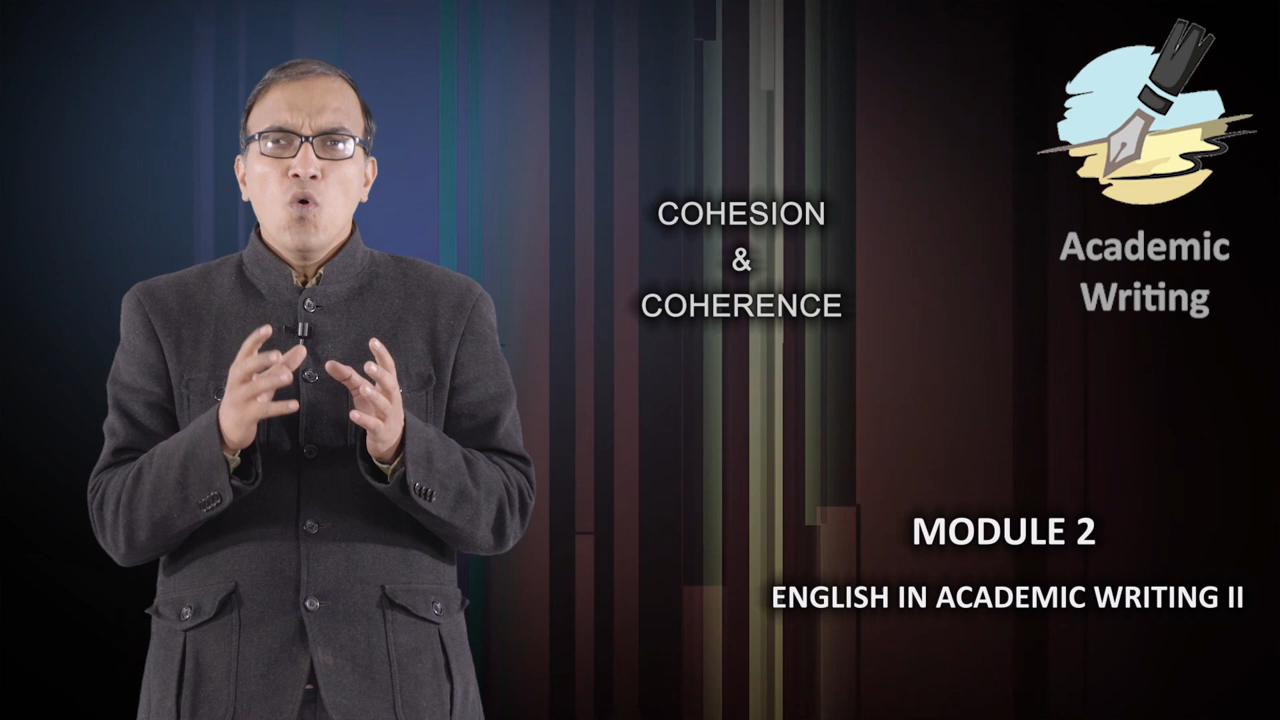 COHESION
&
COHERENCE
Academic
Writing
MODULE 2
ENGLISH IN ACADEMIC WRITING II